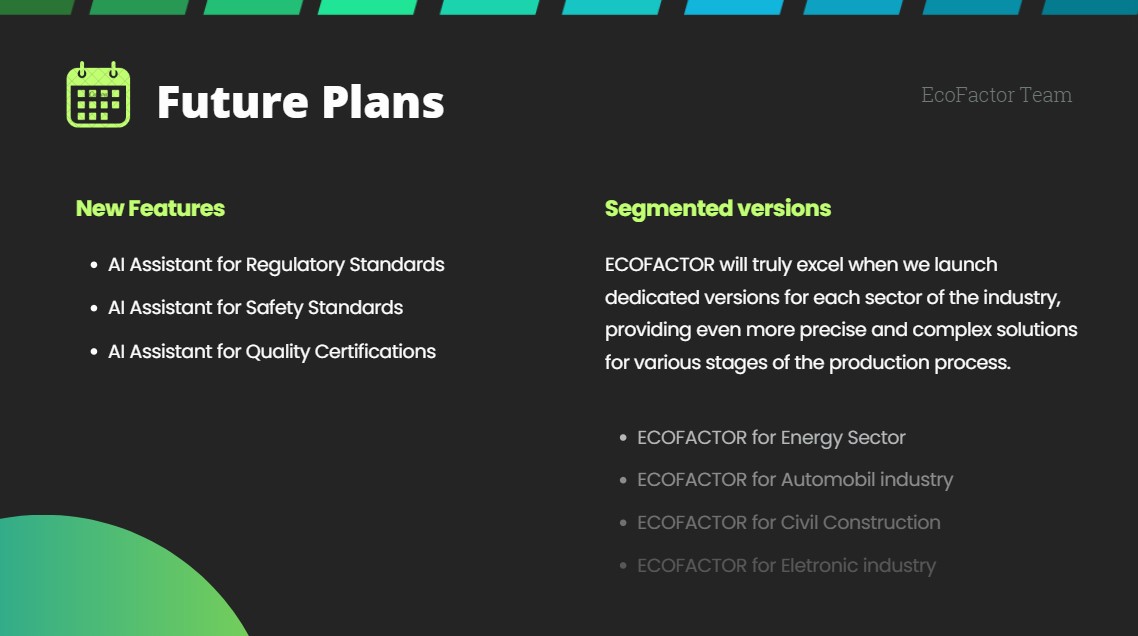 Future Plans
EcoFactor Team
New Features
• AI Assistant for Regulatory Standards
• AI Assistant for Safety Standards
• AI Assistant for Quality Certifications
Segmented versions
ECOFACTOR will truly excel when we launch
dedicated versions for each sector of the industry,
providing even more precise and complex solutions
for various stages of the production process.
• ECOFACTOR for Energy Sector
• ECOFACTOR for Automobil industry
• ECOFACTOR for Civil Construction
• ECOFACTOR for Eletronic industry